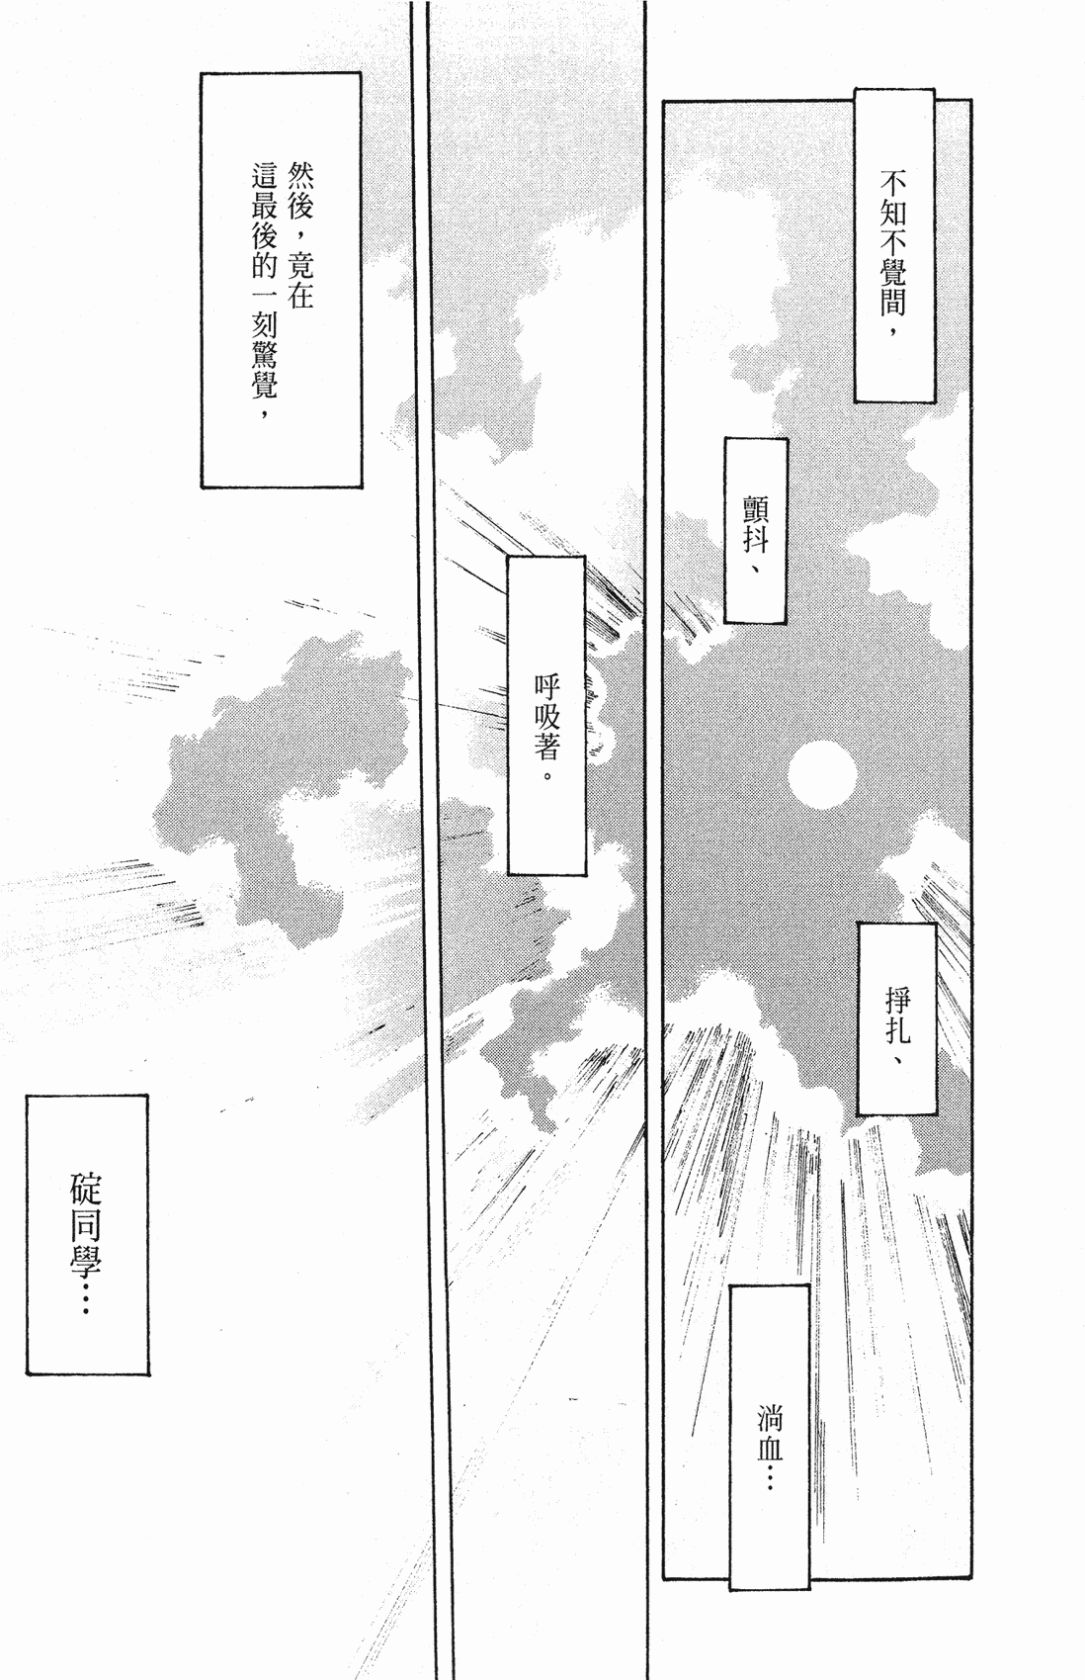 不知不覺間，
顫抖、
掙扎、
淌血…
呼吸著。
然後，竟在
這最後的一刻驚覺，
碇同學…